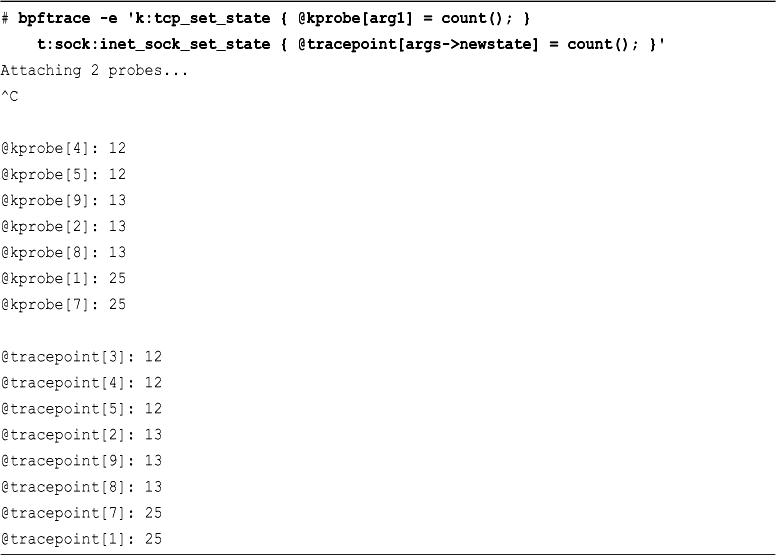 # bpftrace -e 'k:tcp_set_state { @kprobe[arg1] = count(); }
t:sock:inet_sock_set_state { @tracepoint[args->newstate] = count(); }'
Attaching 2 probes...
^C
@kprobe[4]: 12
@kprobe[5]: 12
@kprobe[9]: 13
@kprobe[2]: 13
@kprobe[8]: 13
@kprobe[1]: 25
@kprobe[7]: 25
@tracepoint[3]: 12
@tracepoint[4]: 12
@tracepoint[5]: 12
@tracepoint[2]: 13
@tracepoint[9]: 13
@tracepoint[8]: 13
@tracepoint[7]: 25
@tracepoint[1]: 25